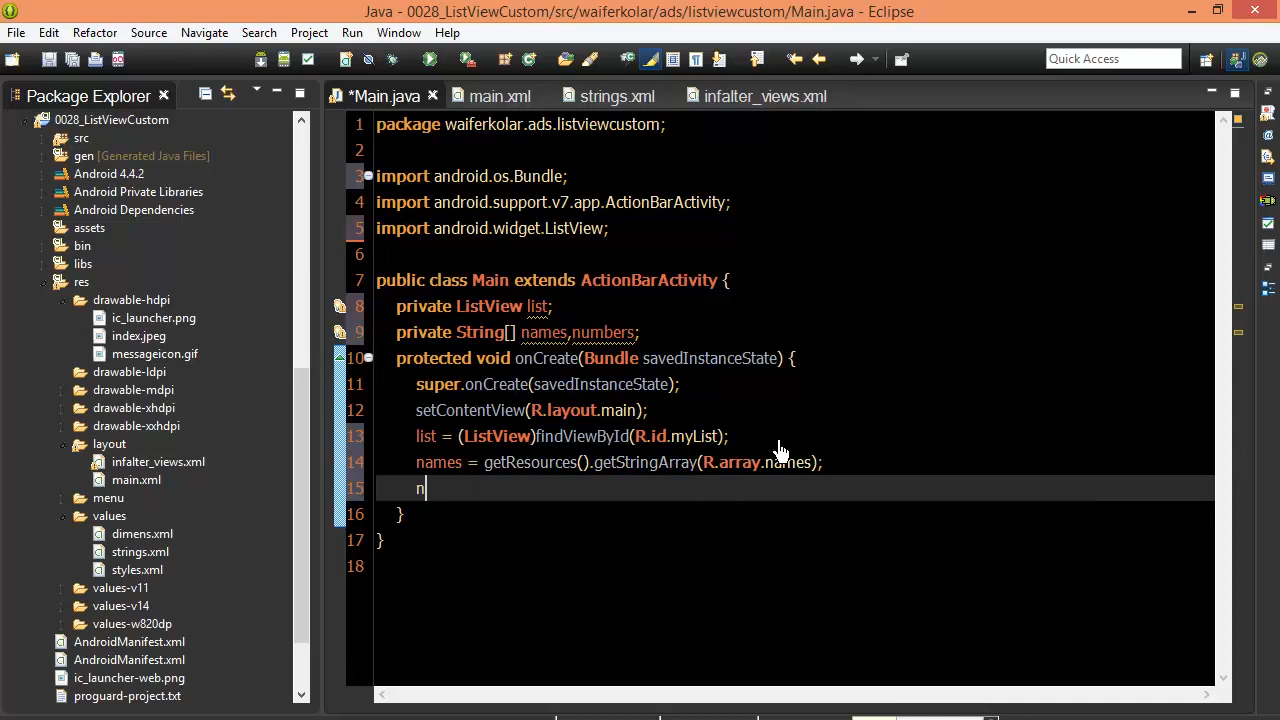 Java - 0028_ListViewCustom/src/waiferkolar/ads/listviewcustom/Main.java - Eclipse
File Edit Refactor Source Navigate Search Project Run Window Help
Quick Access
Package Explorer
*Main.java main.xml strings.xml infalter_views.xml
0028_ListViewCustom
src
gen [Generated Java Files]
Android 4.4.2
Android Private Libraries
Android Dependencies
assets
bin
libs
res
drawable-hdpi
ic_launcher.png
index.jpeg
messageicon.gif
drawable-ldpi
drawable-mdpi
drawable-xhdpi
drawable-xxhdpi
layout
infalter_views.xml
main.xml
menu
values
dimens.xml
strings.xml
styles.xml
values-v11
values-v14
values-w820dp
AndroidManifest.xml
AndroidManifest.xml
ic_launcher-web.png
proguard-project.txt
1 package waiferkolar.ads.listviewcustom;
2
3 import android.os.Bundle;
4 import android.support.v7.app.ActionBarActivity;
5 import android.widget.ListView;
6
7 public class Main extends ActionBarActivity {
8 private ListView list;
9 private String[] names,numbers;
10 protected void onCreate(Bundle savedInstanceState) {
11 super.onCreate(savedInstanceState);
12 setContentView(R.layout.main);
13 list = (ListView)findViewById(R.id.myList);
14 names = getResources().getStringArray(R.array.names);
15 n
16 }
17 }
18